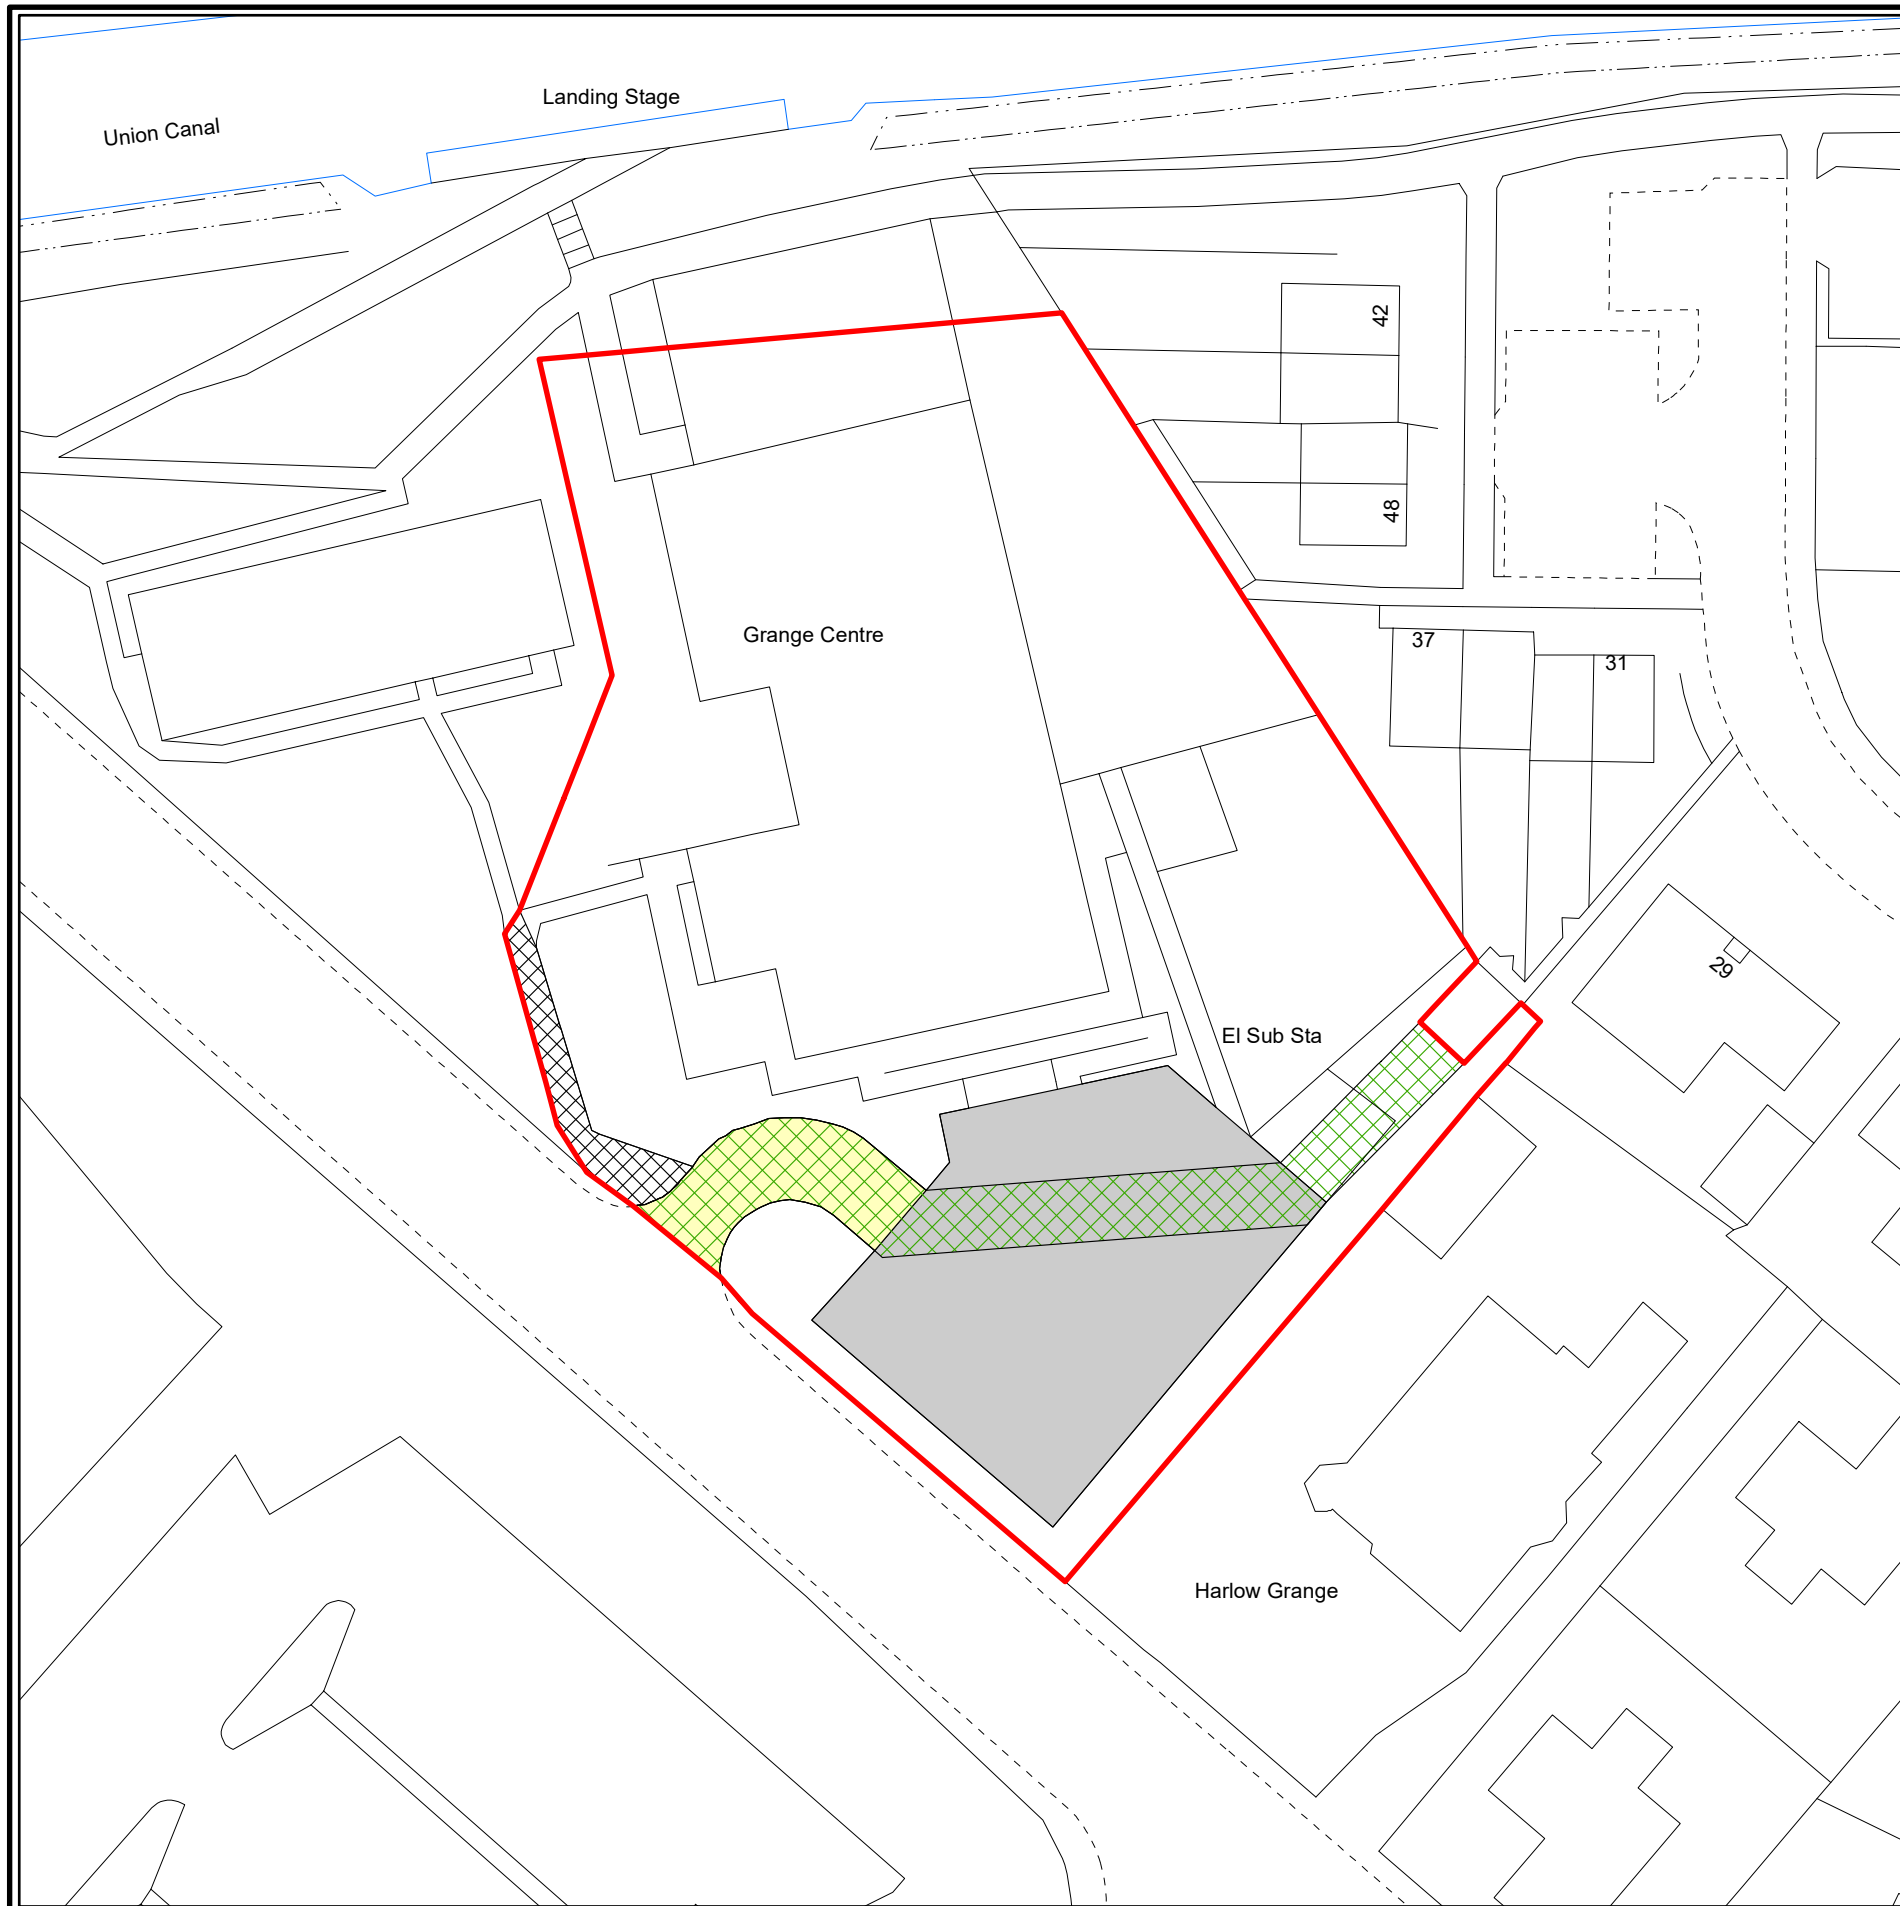 Landing Stage
Union Canal
42
48
Grange Centre
37
31
29
El Sub Sta
Harlow Grange